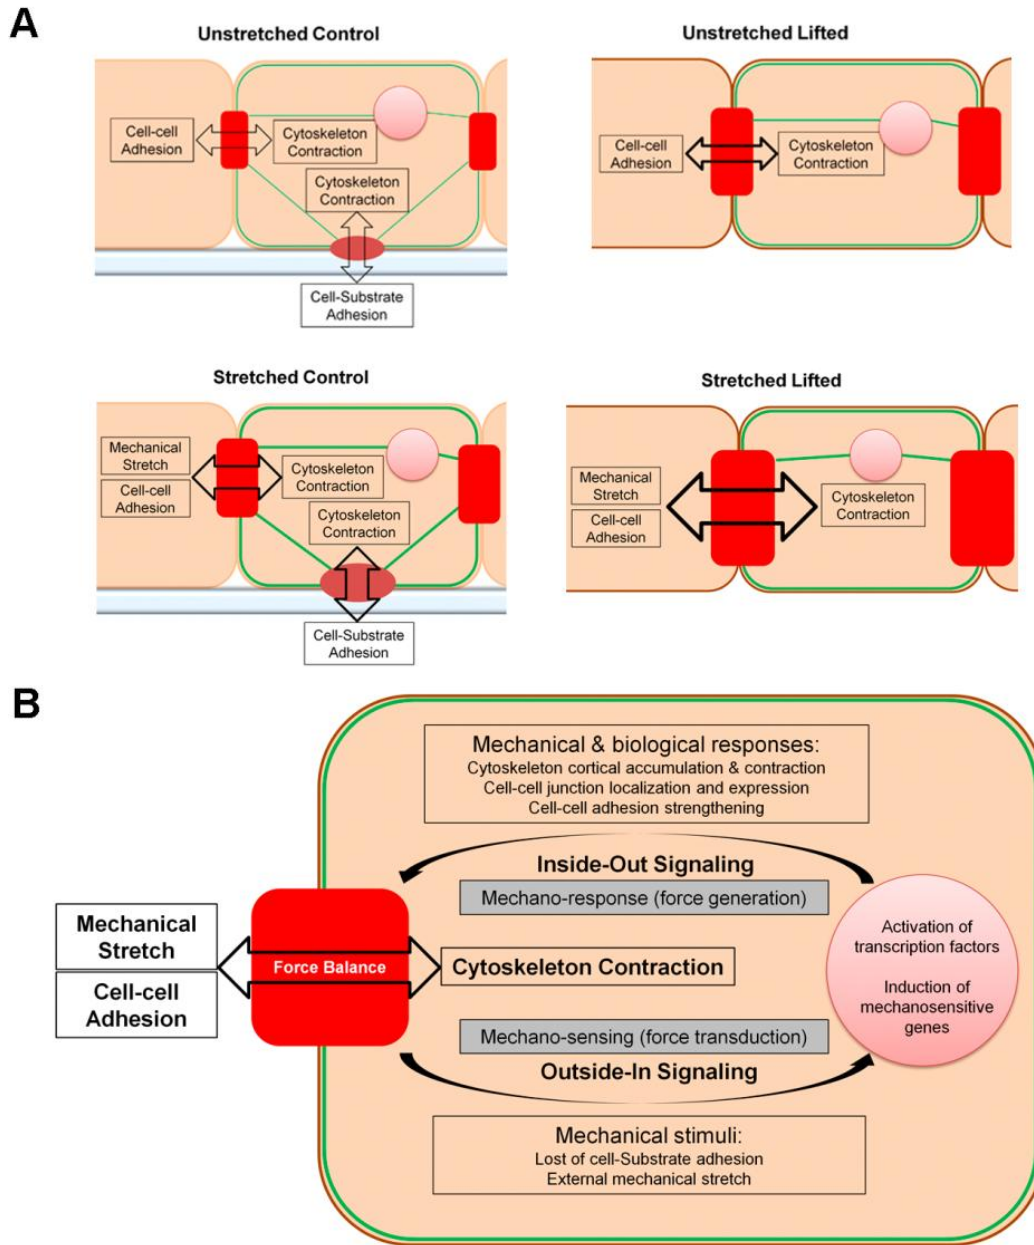 A
Unstretched Control
Cell-cell
Adhesion
Cytoskeleton
Contraction
Cytoskeleton
Contraction
Cell-Substrate
Adhesion
Unstretched Lifted
Cell-cell
Adhesion
Cytoskeleton
Contraction
Stretched Control
Mechanical
Stretch
Cell-cell
Adhesion
Cytoskeleton
Contraction
Cytoskeleton
Contraction
Cell-Substrate
Adhesion
Stretched Lifted
Mechanical
Stretch
Cell-cell
Adhesion
Cytoskeleton
Contraction
B
Mechanical & biological responses:
Cytoskeleton cortical accumulation & contraction
Cell-cell junction localization and expression
Cell-cell adhesion strengthening
Inside-Out Signaling
Mechano-response (force generation)
Mechanical
Stretch
Cell-cell
Adhesion
Force Balance
Cytoskeleton Contraction
Activation of
transcription factors
Induction of
mechanosensitive
genes
Mechano-sensing (force transduction)
Outside-In Signaling
Mechanical stimuli:
Lost of cell-Substrate adhesion
External mechanical stretch